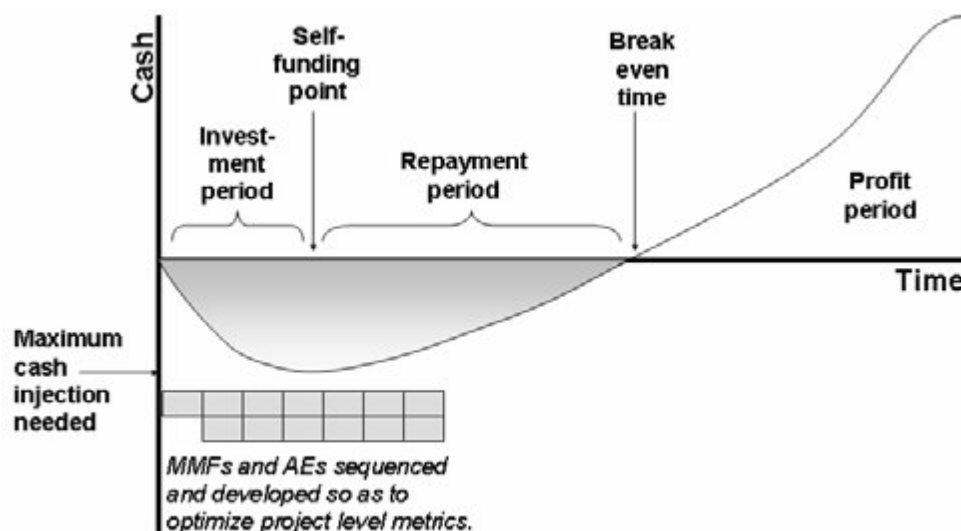 Cash
Self-
funding
point
Break
even
time
Invest-
ment
period
Repayment
period
Profit
period
Time
Maximum
cash
injection
needed
MMFs and AEs sequenced
and developed so as to
optimize project level metrics.